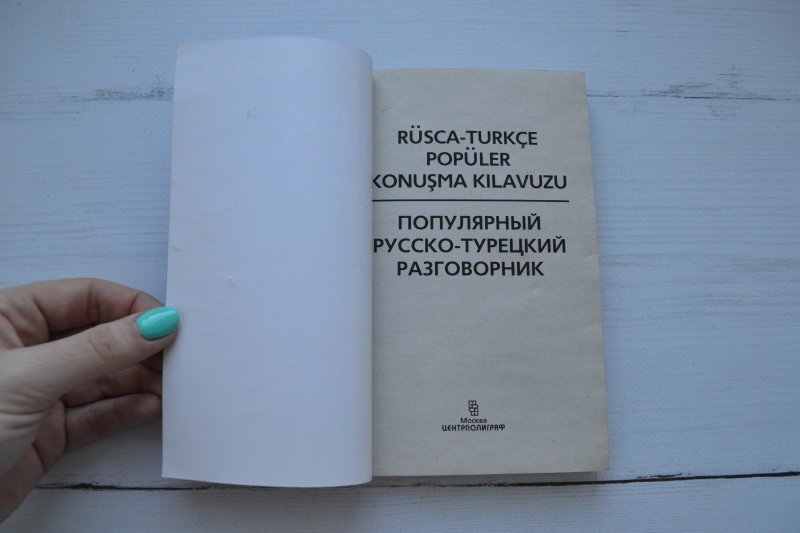 RÜSCA-TURKÇE
POPÜLER
KONUŞMA KILAVUZU
ПОПУЛЯРНЫЙ
РУССКО-ТУРЕЦКИЙ
РАЗГОВОРНИК
Москва
ЦЕНТРПОЛИГРАФ